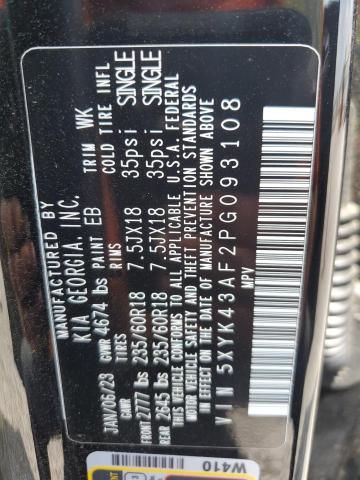 MANUFACTURED BY
KIA GEORGIA, INC.
JAN/06/23 GVWR 4674 lbs PAINT EB TRIM WK
GAWR TIRES RIMS COLD TIRE INFL
FRONT 2777 lbs 235/60R18 7.5JX18 35psi SINGLE
REAR 2645 lbs 235/60R18 7.5JX18 35psi SINGLE
THIS VEHICLE CONFORMS TO ALL APPLICABLE U.S.A. FEDERAL
MOTOR VEHICLE SAFETY AND THEFT PREVENTION STANDARDS
IN EFFECT ON THE DATE OF MANUFACTURE SHOWN ABOVE
VIN 5XYK43AF2PG093108
MPV
W410